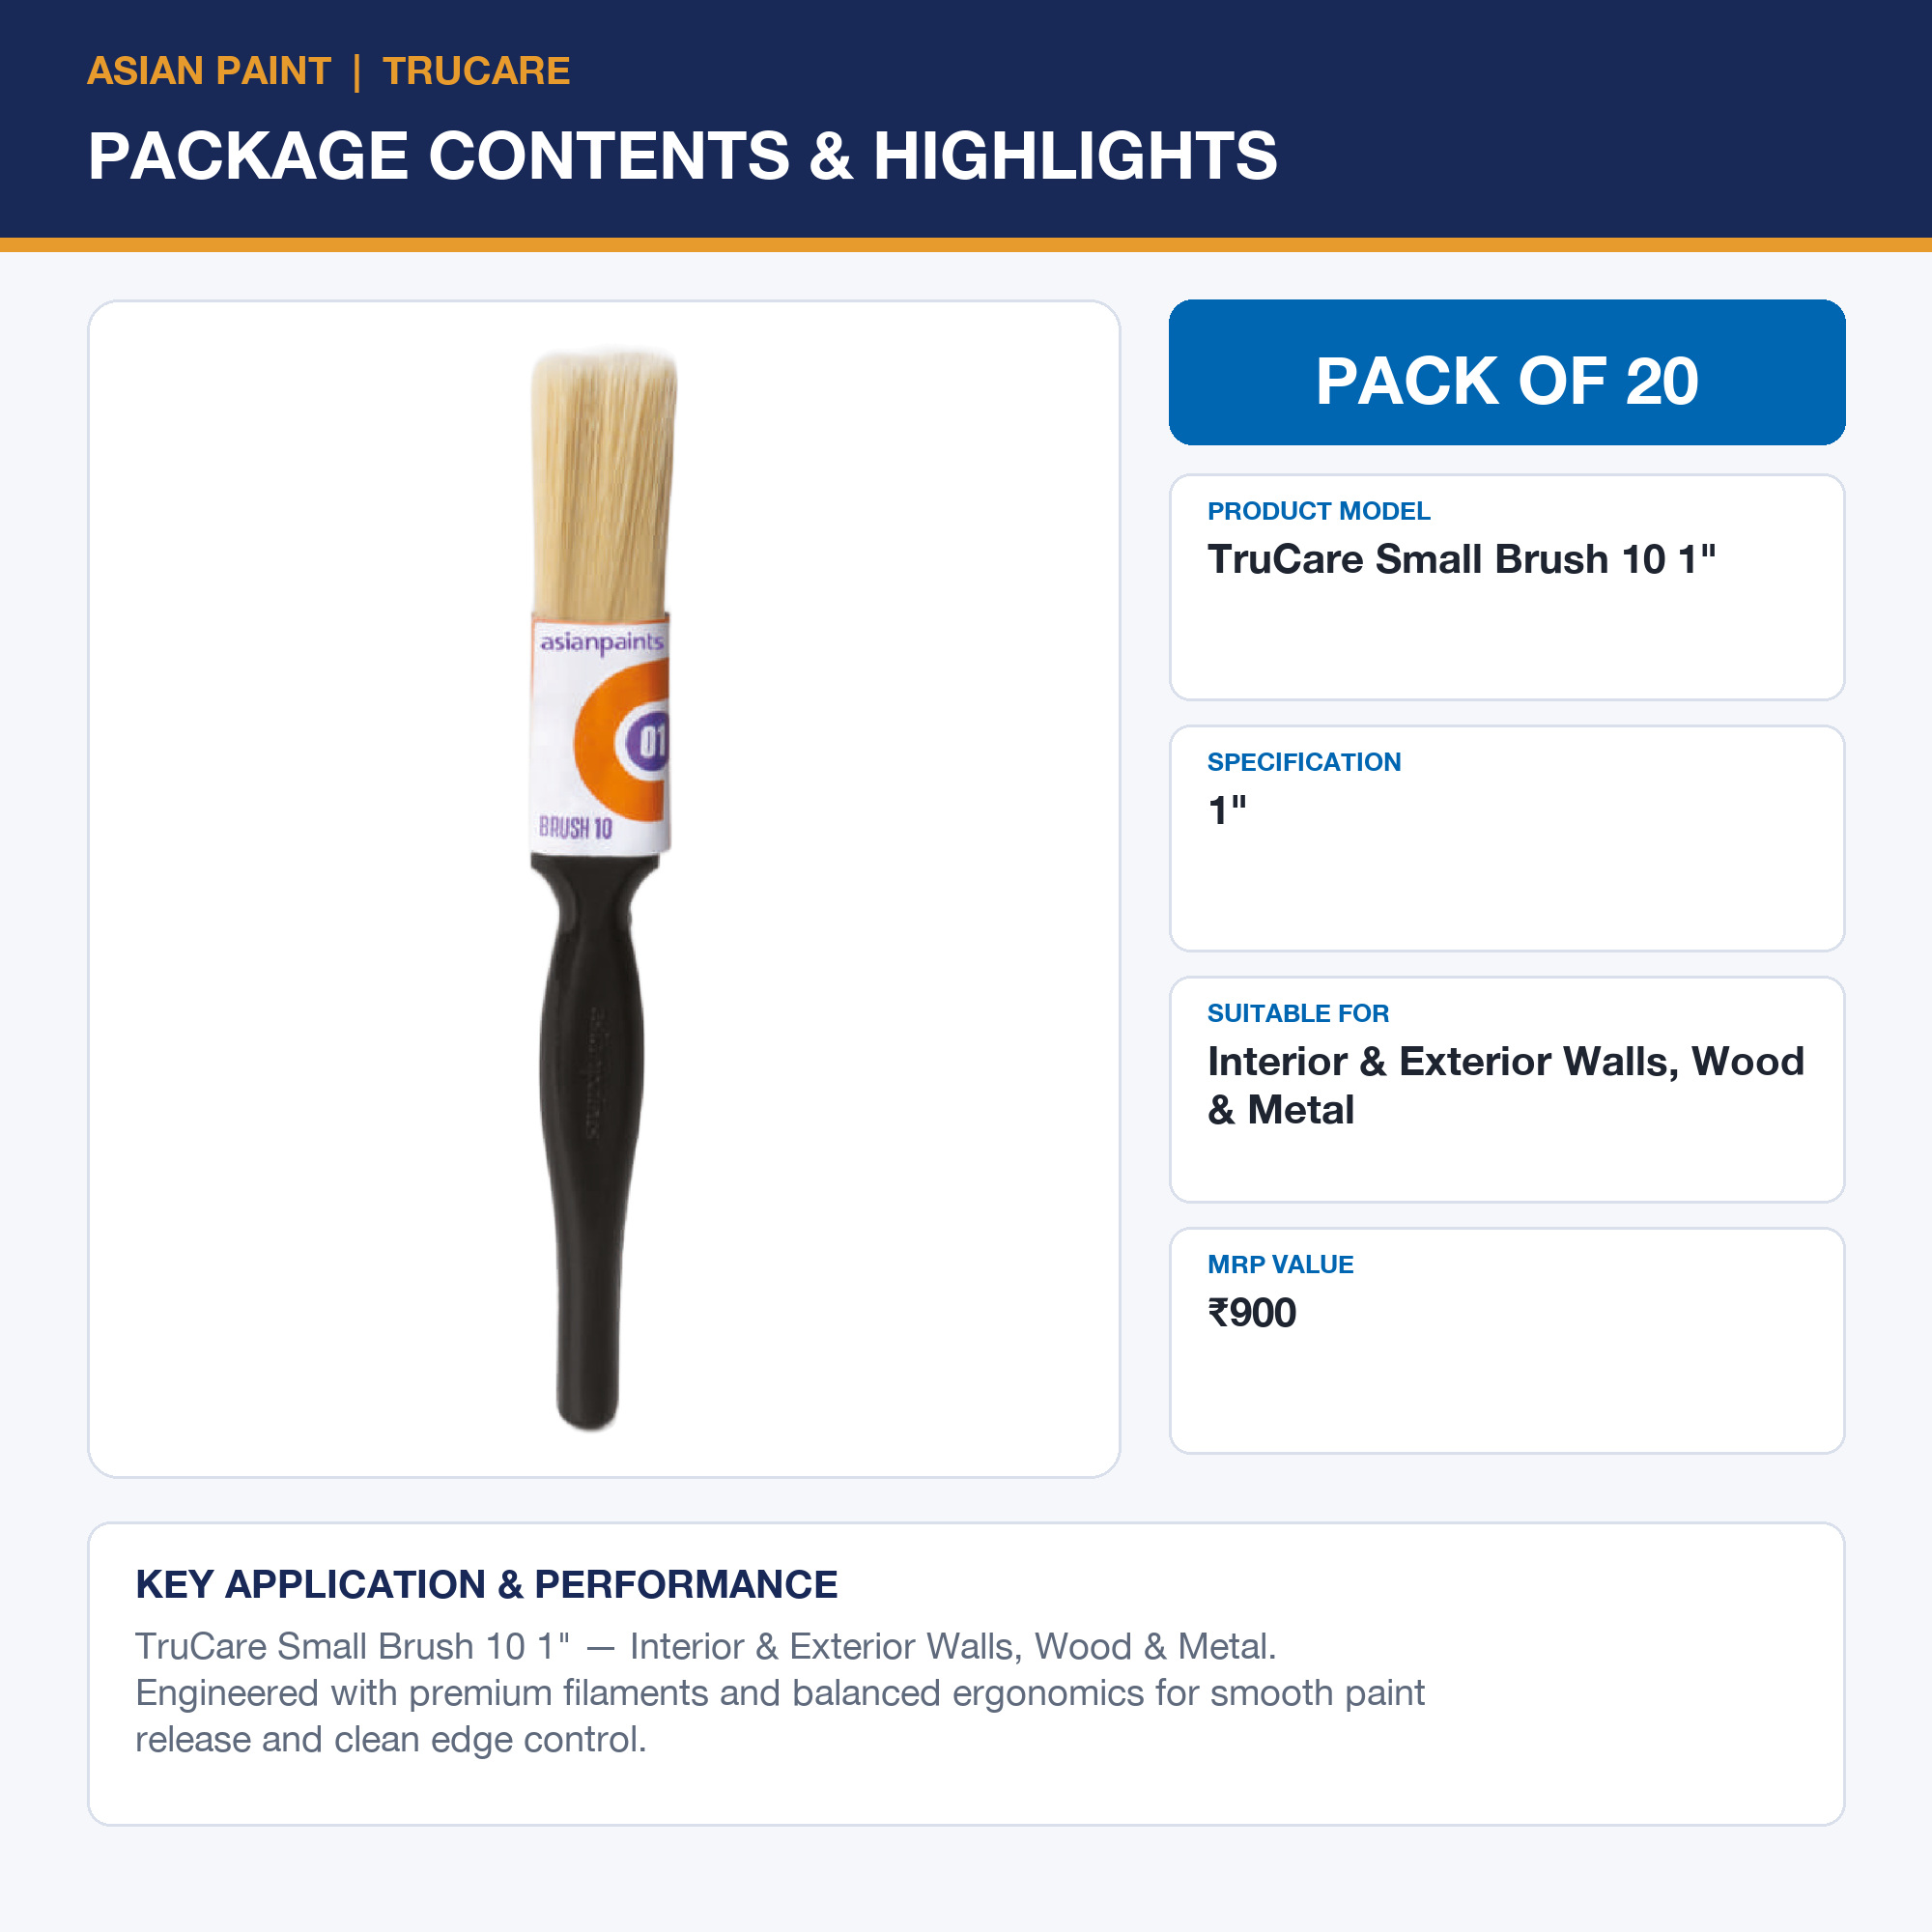 ASIAN PAINT | TRUCARE
PACKAGE CONTENTS & HIGHLIGHTS
asianpaints
01
BRUSH 10
asianpaints
PACK OF 20
PRODUCT MODEL
TruCare Small Brush 10 1"
SPECIFICATION
1"
SUITABLE FOR
Interior & Exterior Walls, Wood
& Metal
MRP VALUE
₹900
KEY APPLICATION & PERFORMANCE
TruCare Small Brush 10 1" — Interior & Exterior Walls, Wood & Metal.
Engineered with premium filaments and balanced ergonomics for smooth paint
release and clean edge control.